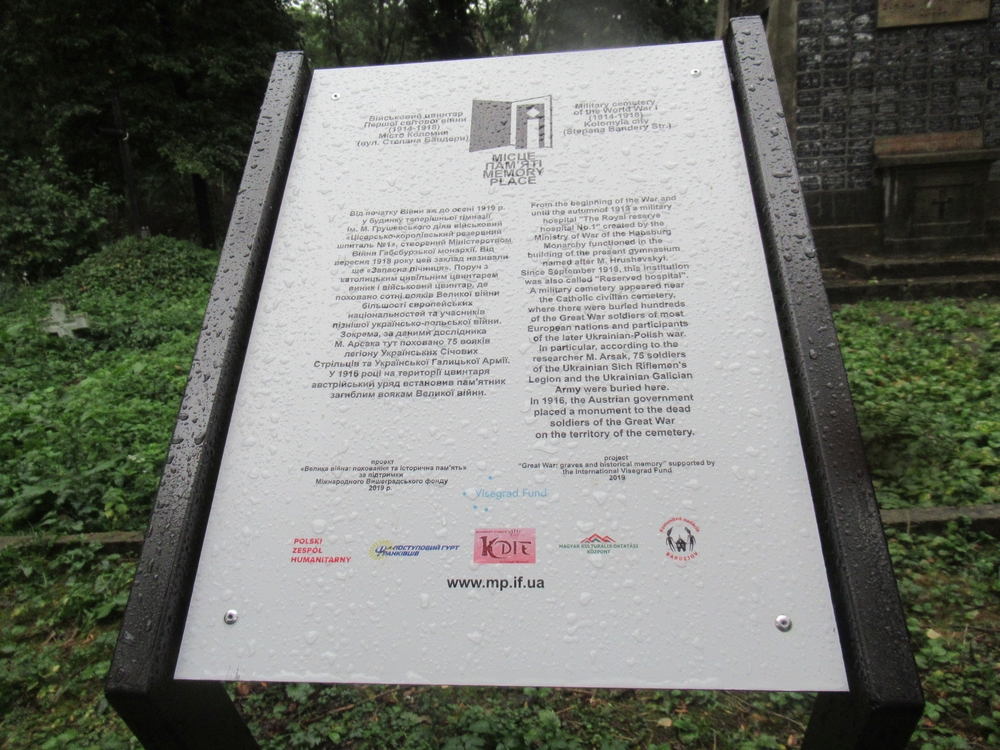 Військовий цвинтар
Першої світової війни
(1914-1918)
Місто Коломия
(вул. Степана Бандери)
МІСЦЕ
ПАМ'ЯТІ
MEMORY
PLACE
Military cemetery
of the World War I
(1914-1918)
Kolomyia city
(Stepana Bandery Str.)
Від початку Війни аж до осені 1919 р.
у будинку теперішньої гімназії
ім. М. Грушевського діяв військовий
«Цісарсько-королівський резервний
шпиталь №1», створений Міністерством
Війни Габсбурзької монархії. Від
вересня 1918 року цей заклад називали
ще «Запасна лічниця». Поруч з
католицьким цивільним цвинтарем
виник і військовий цвинтар, де
поховано сотні вояків Великої війни
більшості європейських
національностей та учасників
пізнішої українсько-польської війни.
Зокрема, за даними дослідника
М. Арсака тут поховано 75 вояків
легіону Українських Січових
Стрільців та Української Галицької Армії.
У 1916 році на території цвинтаря
австрійський уряд встановив пам'ятник
загиблим воякам Великої війни.
From the beginning of the War and
until the autumn of 1919 a military
hospital "The Royal reserve
hospital No.1" created by the
Ministry of War of the Habsburg
Monarchy functioned in the
building of the present gymnasium
named after M. Hrushevskyi.
Since September 1918, this institution
was also called "Reserved hospital".
A military cemetery appeared near
the Catholic civilian cemetery,
where there were buried hundreds
of the Great War soldiers of most
European nations and participants
of the later Ukrainian-Polish war.
In particular, according to the
researcher M. Arsak, 75 soldiers
of the Ukrainian Sich Riflemen's
Legion and the Ukrainian Galician
Army were buried here.
In 1916, the Austrian government
placed a monument to the dead
soldiers of the Great War
on the territory of the cemetery.
проект
«Велика війна: поховання та історична пам'ять»
за підтримки
Міжнародного Вишеградського фонду
2019 р.
project
"Great War: graves and historical memory" supported by
the International Visegrad Fund
2019
Visegrad Fund
POLSKI
ZESPÓŁ
HUMANITARNY
ПОСТУПОВИЙ ГУРТ
ФРАНКІВЦІВ
MAGYAR KULTURÁLIS-OKTATÁSI
KÖZPONT
BARDEJOV
www.mp.if.ua